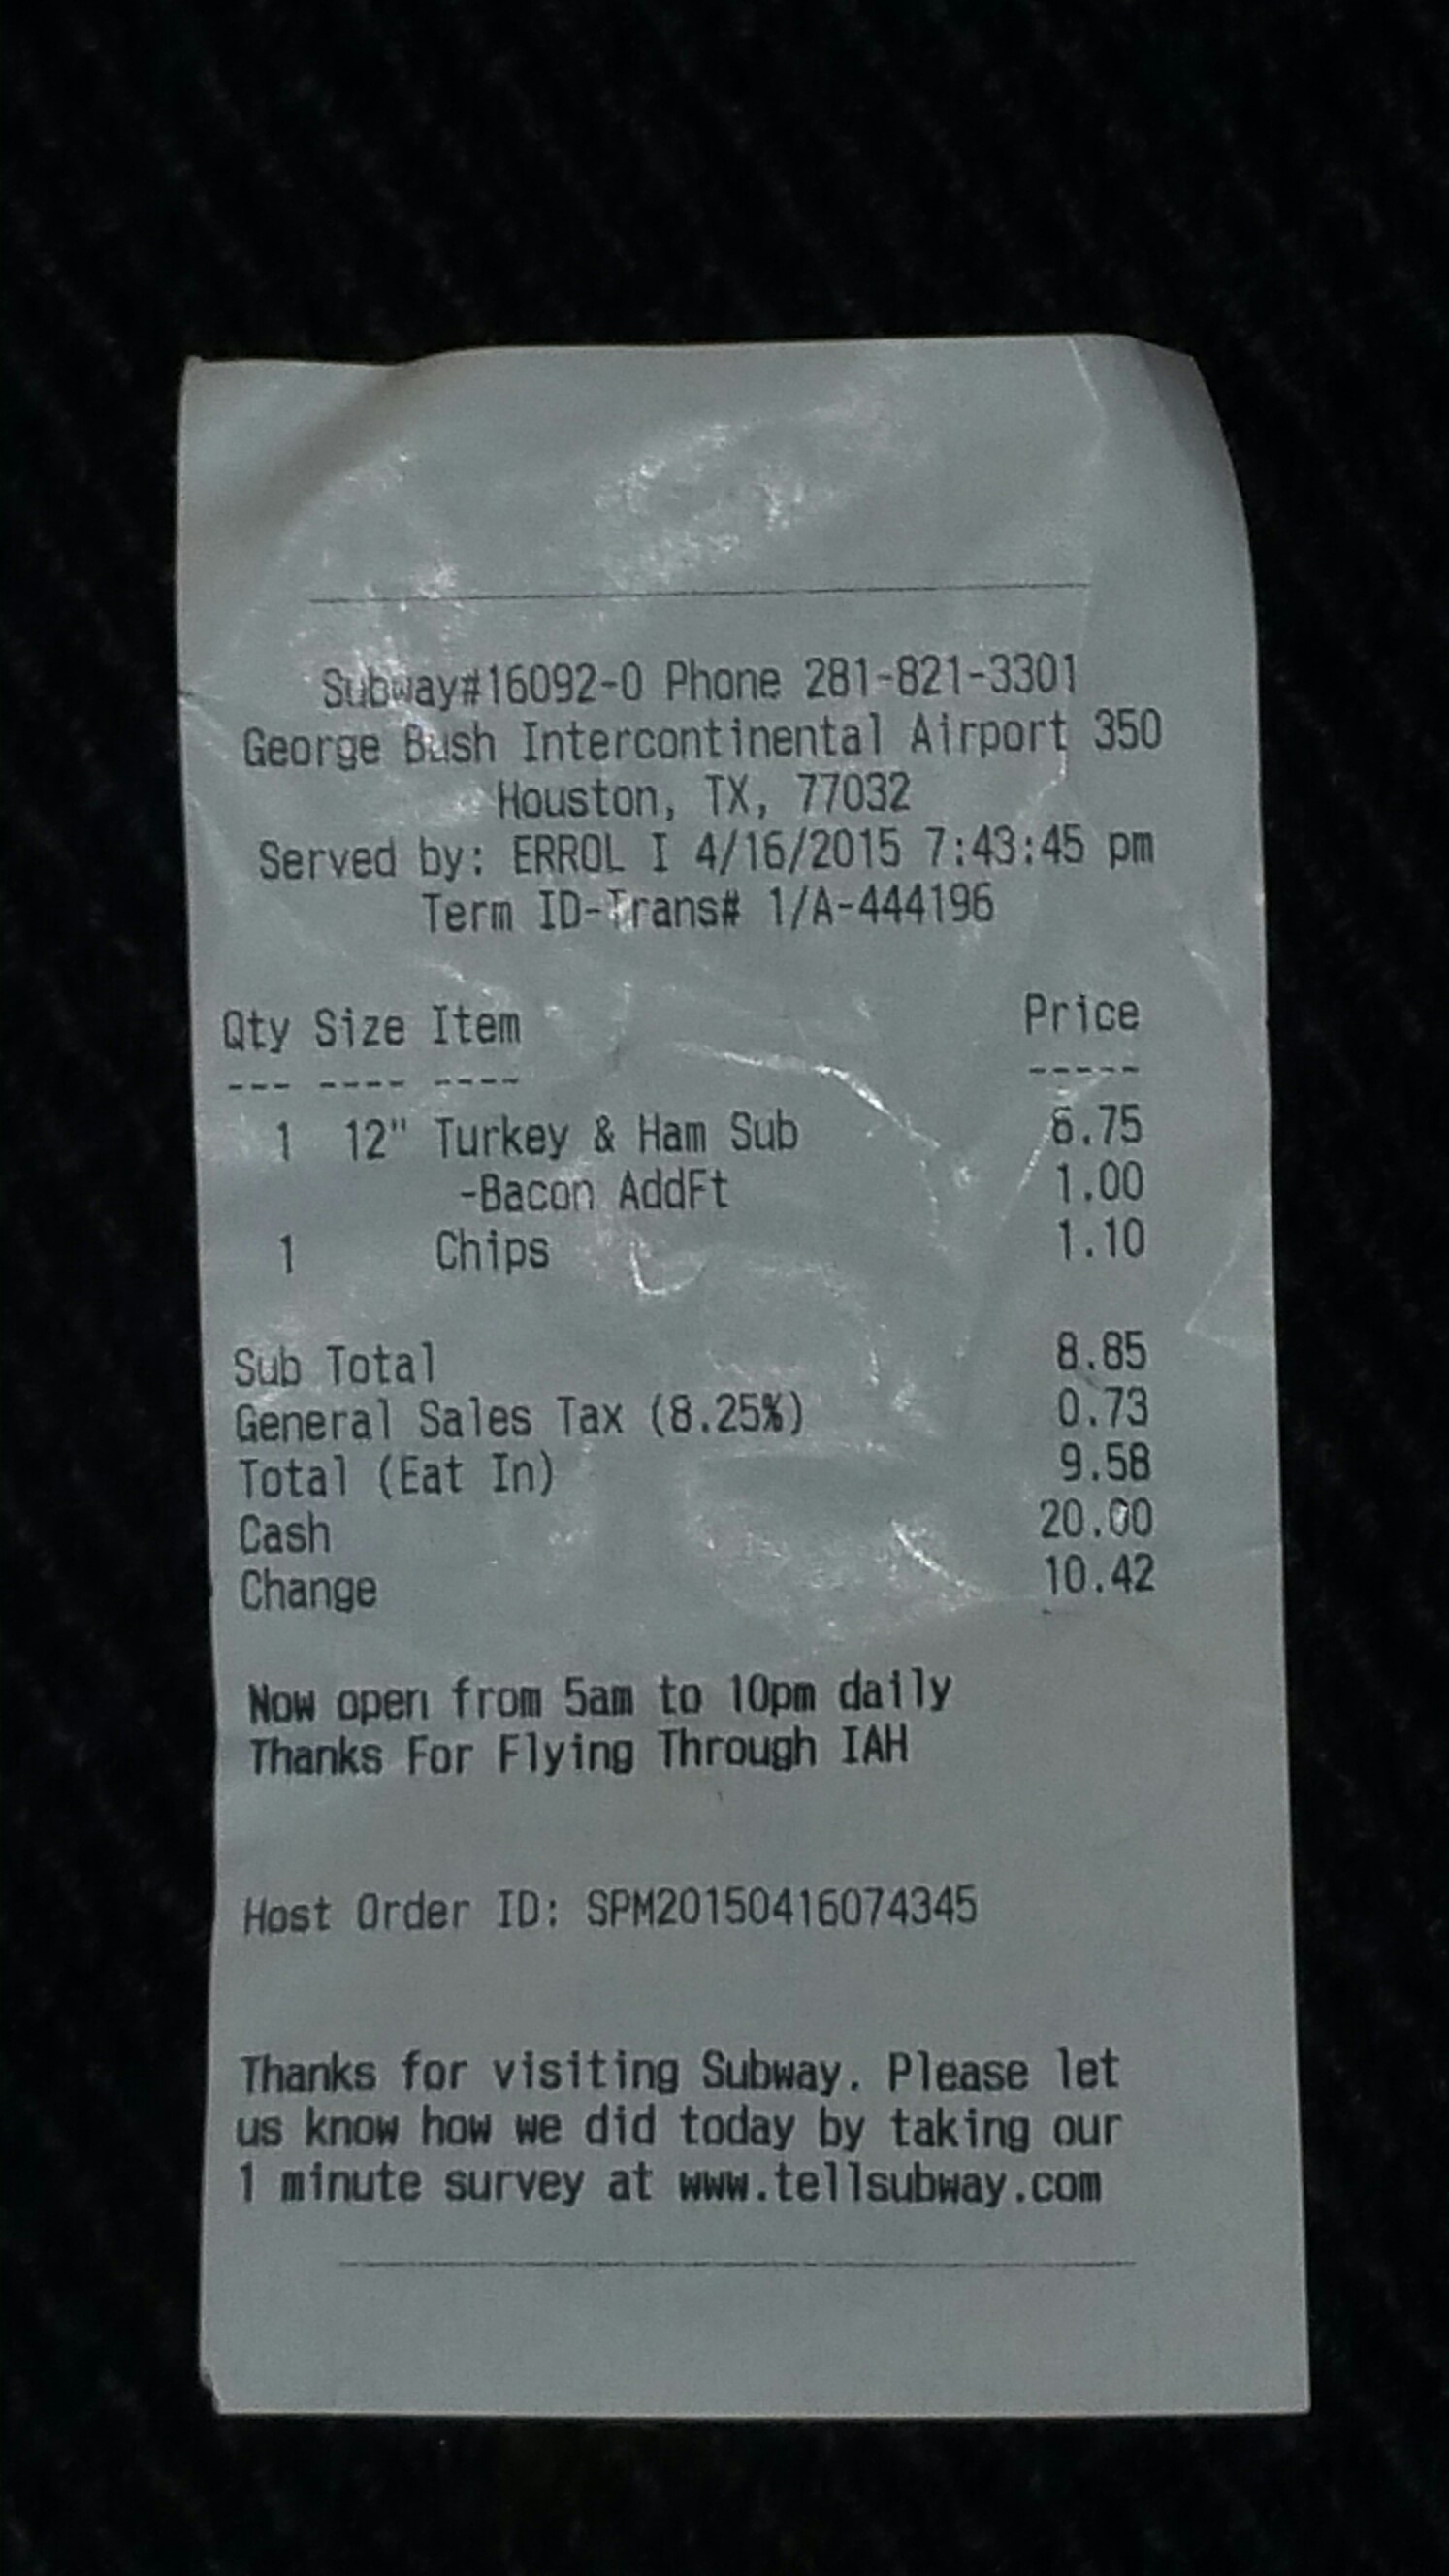 Subway#16092-0 Phone 281-821-3301
George Bush Intercontinental Airport 350
Houston, TX, 77032
Served by: ERROL I 4/16/2015 7:43:45 pm
Term ID-Trans# 1/A-444196
Qty Size Item Price
--- ---- ---- -----
1 12" Turkey & Ham Sub 6.75
-Bacon AddFt 1.00
1 Chips 1.10
Sub Total 8.85
General Sales Tax (8.25%) 0.73
Total (Eat In) 9.58
Cash 20.00
Change 10.42
Now open from 5am to 10pm daily
Thanks For Flying Through IAH
Host Order ID: SPM20150416074345
Thanks for visiting Subway. Please let
us know how we did today by taking our
1 minute survey at www.tellsubway.com